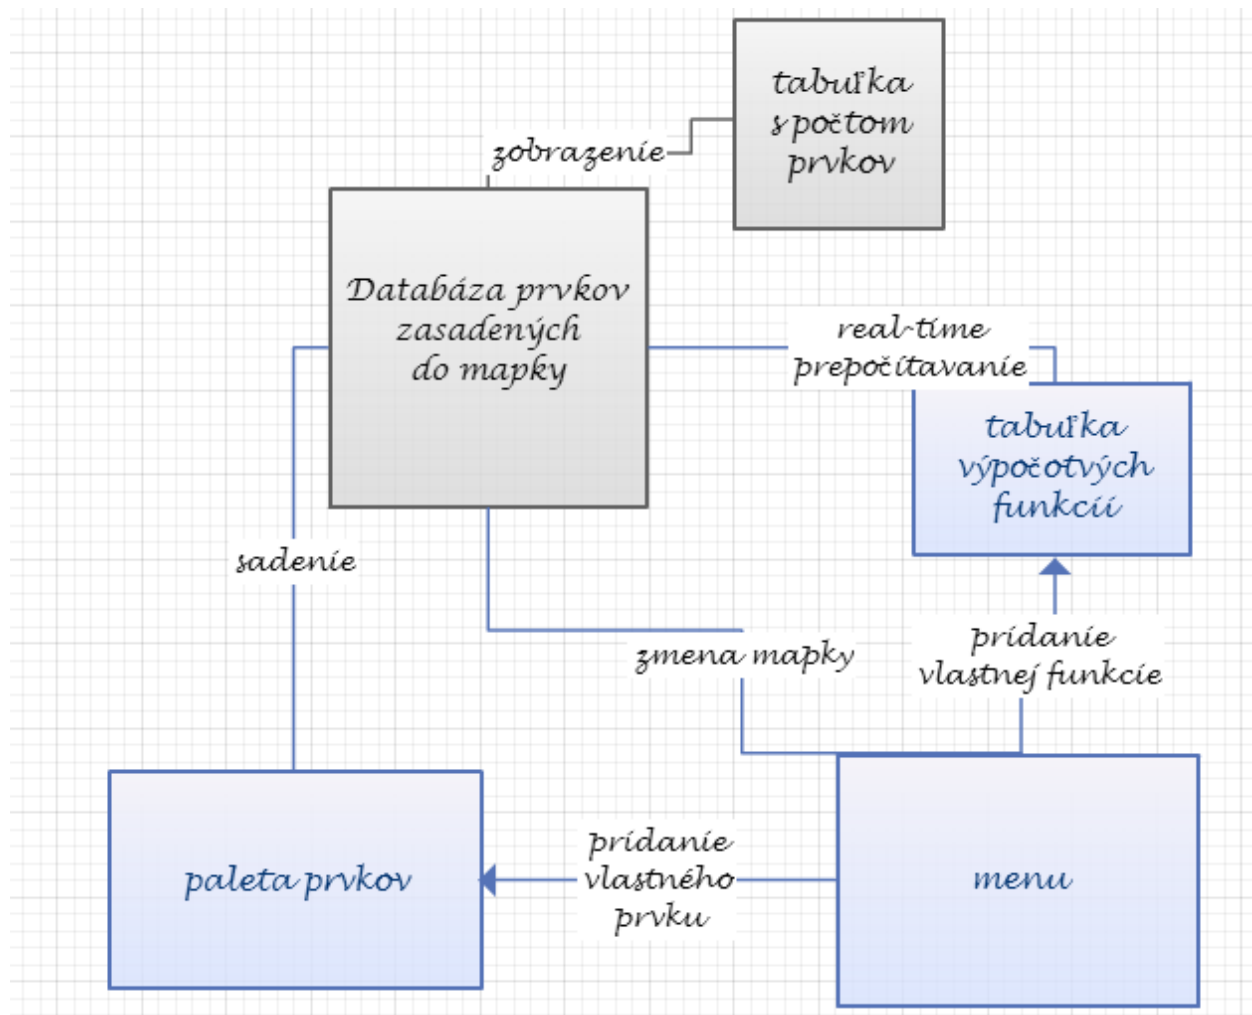 tabuľka
s počtom
prvkov
zobrazenie
Databáza prvkov
zasadených
do mapky
real-time
prepočítavanie
tabuľka
výpočotvých
funkcií
sadenie
zmena mapky
pridanie
vlastnej funkcie
paleta prvkov
pridanie
vlastného
prvku
menu